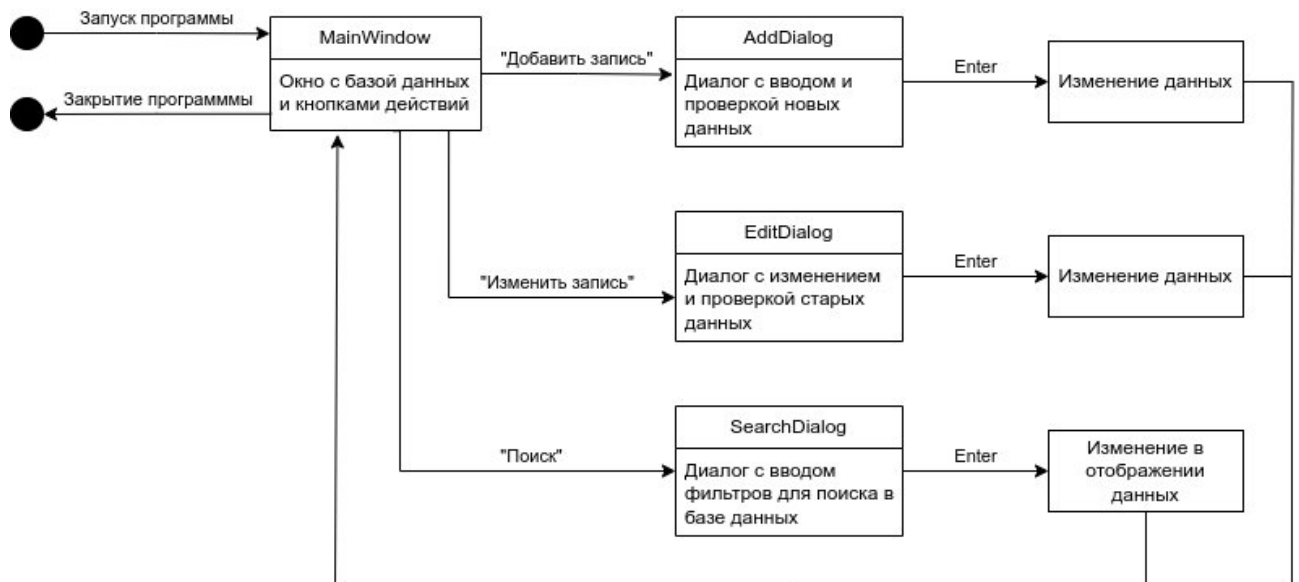 Запуск программы
Закрытие программмы
MainWindow
Окно с базой данных
и кнопками действий
"Добавить запись"
AddDialog
Диалог с вводом и
проверкой новых
данных
Enter
Изменение данных
"Изменить запись"
EditDialog
Диалог с изменением
и проверкой старых
данных
Enter
Изменение данных
"Поиск"
SearchDialog
Диалог с вводом
фильтров для поиска в
базе данных
Enter
Изменение в
отображении
данных